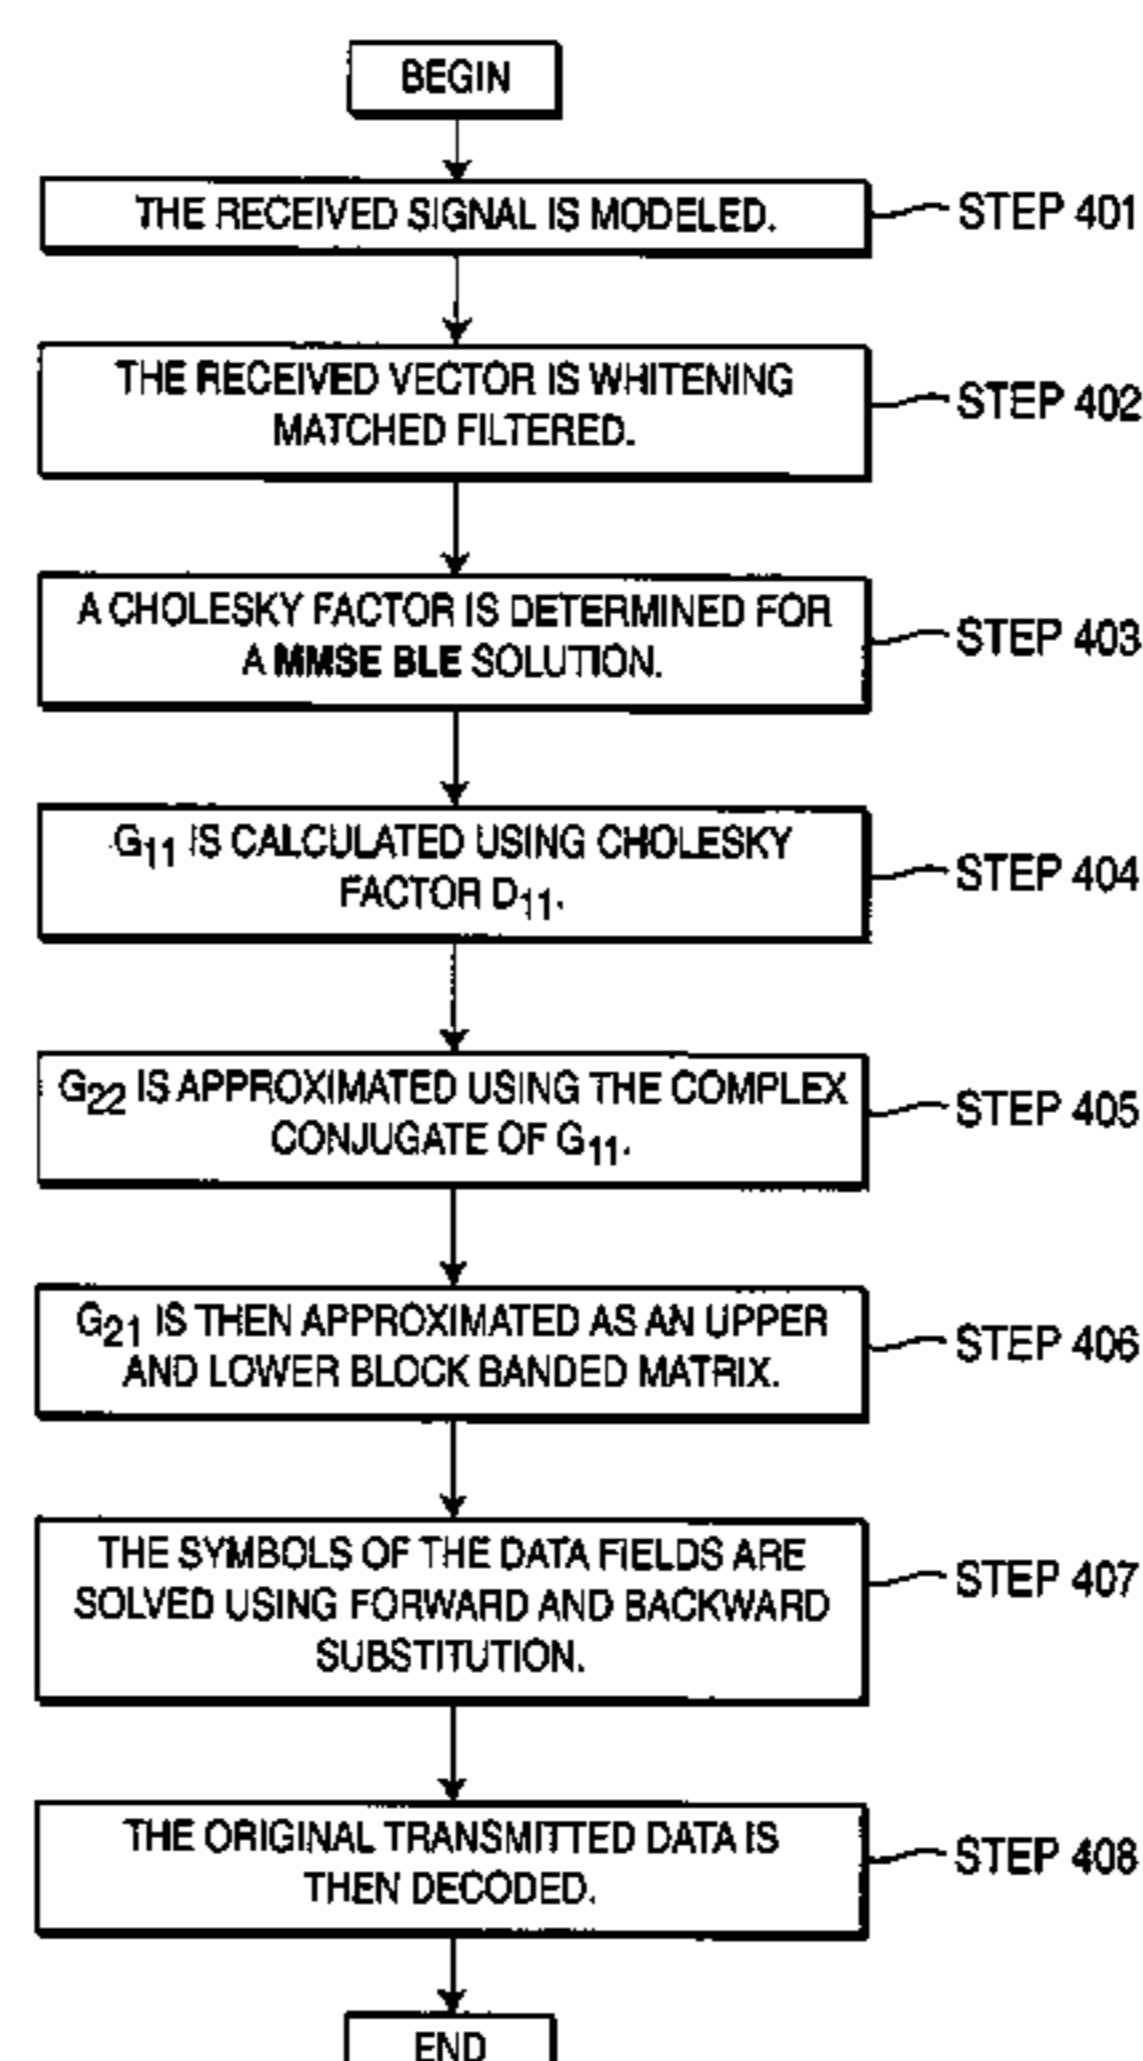 BEGIN
THE RECEIVED SIGNAL IS MODELED.
STEP 401
THE RECEIVED VECTOR IS WHITENING
MATCHED FILTERED.
STEP 402
A CHOLESKY FACTOR IS DETERMINED FOR
A MMSE BLE SOLUTION.
STEP 403
G11 IS CALCULATED USING CHOLESKY
FACTOR D11.
STEP 404
G22 IS APPROXIMATED USING THE COMPLEX
CONJUGATE OF G11.
STEP 405
G21 IS THEN APPROXIMATED AS AN UPPER
AND LOWER BLOCK BANDED MATRIX.
STEP 406
THE SYMBOLS OF THE DATA FIELDS ARE
SOLVED USING FORWARD AND BACKWARD
SUBSTITUTION.
STEP 407
THE ORIGINAL TRANSMITTED DATA IS
THEN DECODED.
STEP 408
END